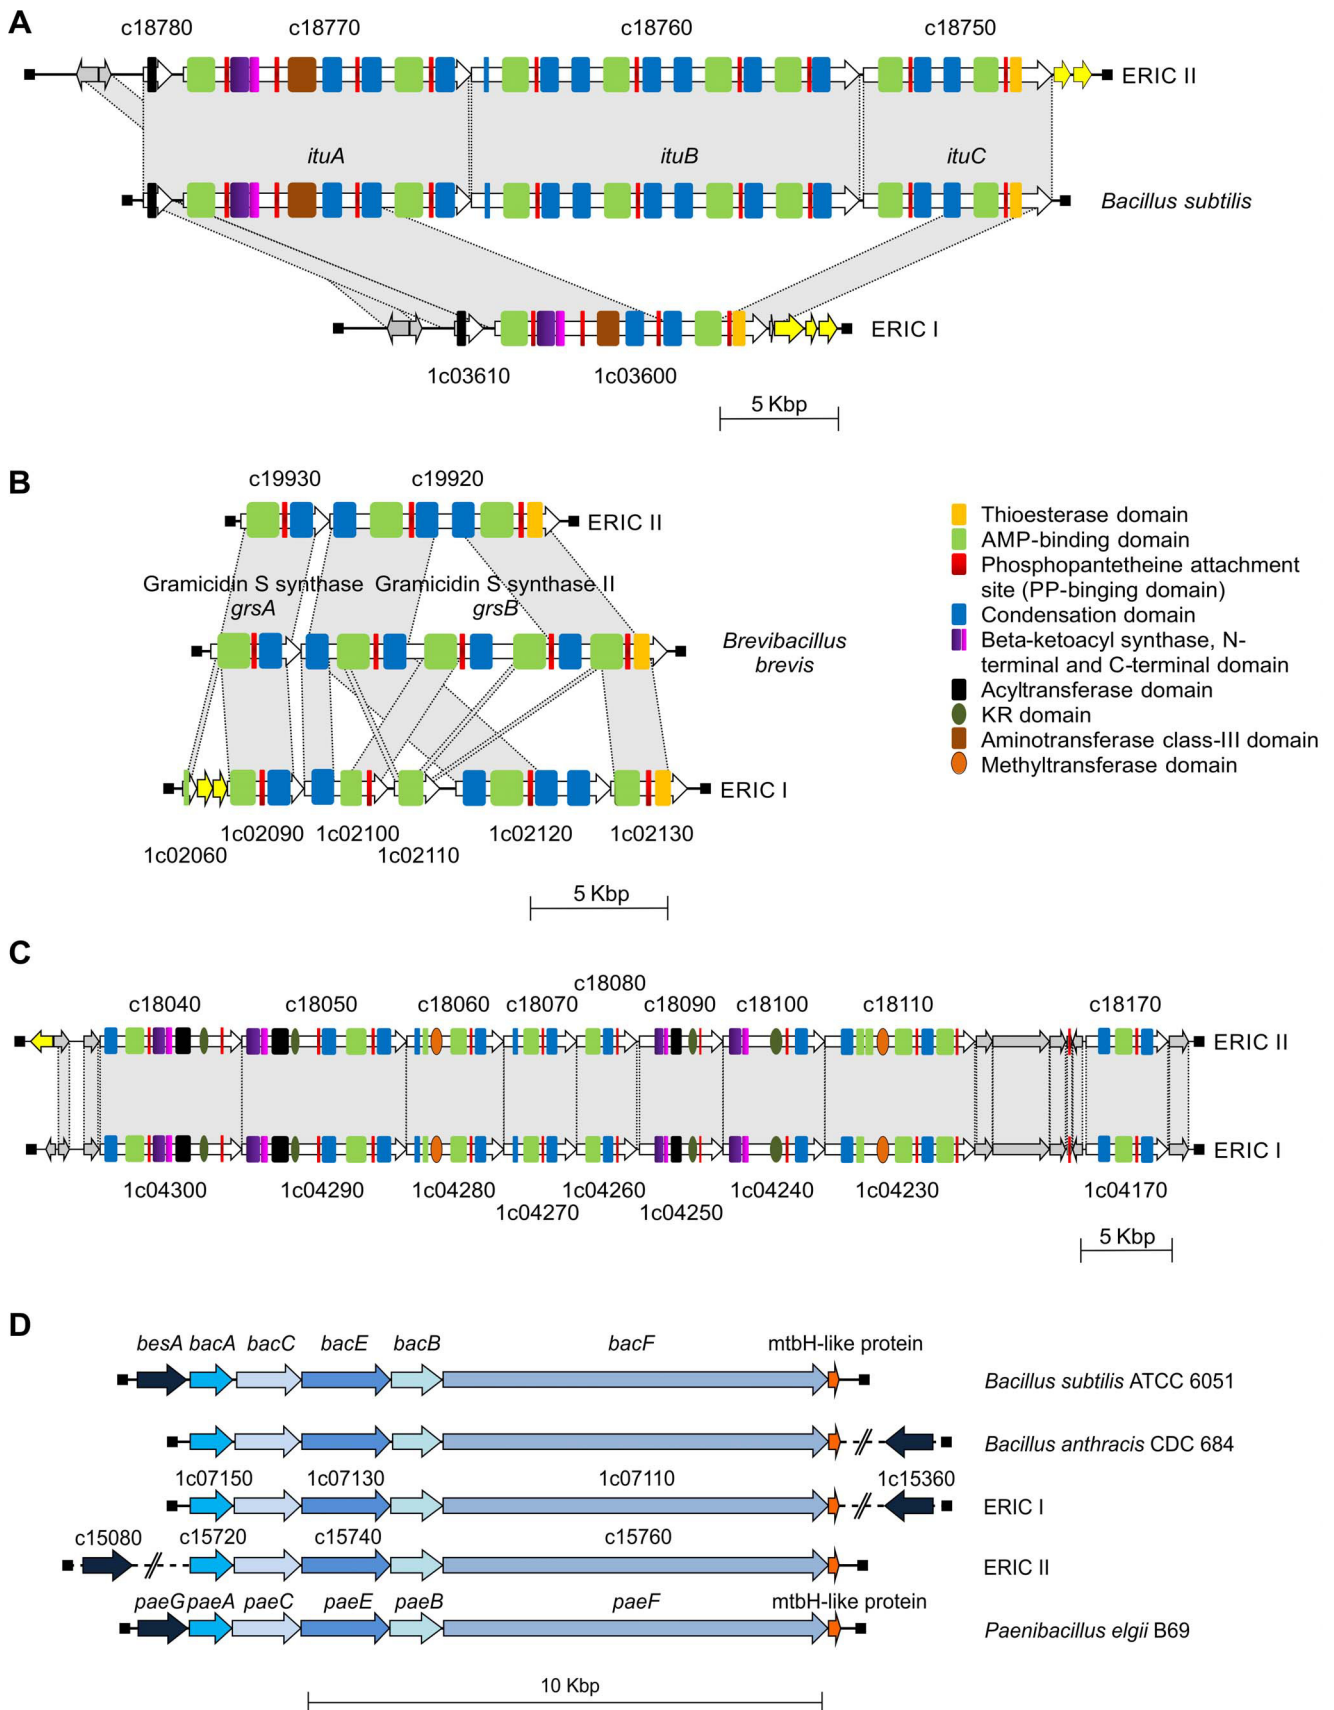 A
c18780 c18770 c18760 c18750
ERIC II
ituA ituB ituC
Bacillus subtilis
ERIC I
1c03610 1c03600
5 Kbp
B
c19930 c19920
ERIC II
Gramicidin S synthase Gramicidin S synthase II
grsA grsB
Brevibacillus
brevis
ERIC I
1c02090 1c02100 1c02120 1c02130
1c02060 1c02110
5 Kbp
Thioesterase domain
AMP-binding domain
Phosphopantetheine attachment
site (PP-binging domain)
Condensation domain
Beta-ketoacyl synthase, N-
terminal and C-terminal domain
Acyltransferase domain
KR domain
Aminotransferase class-III domain
Methyltransferase domain
C
c18080
c18040 c18050 c18060 c18070 c18090 c18100 c18110 c18170
ERIC II
ERIC I
1c04300 1c04290 1c04280 1c04260 1c04240 1c04230 1c04170
1c04270 1c04250
5 Kbp
D
besA bacA bacC bacE bacB bacF mtbH-like protein
Bacillus subtilis ATCC 6051
Bacillus anthracis CDC 684
1c07150 1c07130 1c07110 1c15360
ERIC I
c15080 c15720 c15740 c15760
ERIC II
paeG paeA paeC paeE paeB paeF mtbH-like protein
Paenibacillus elgii B69
10 Kbp